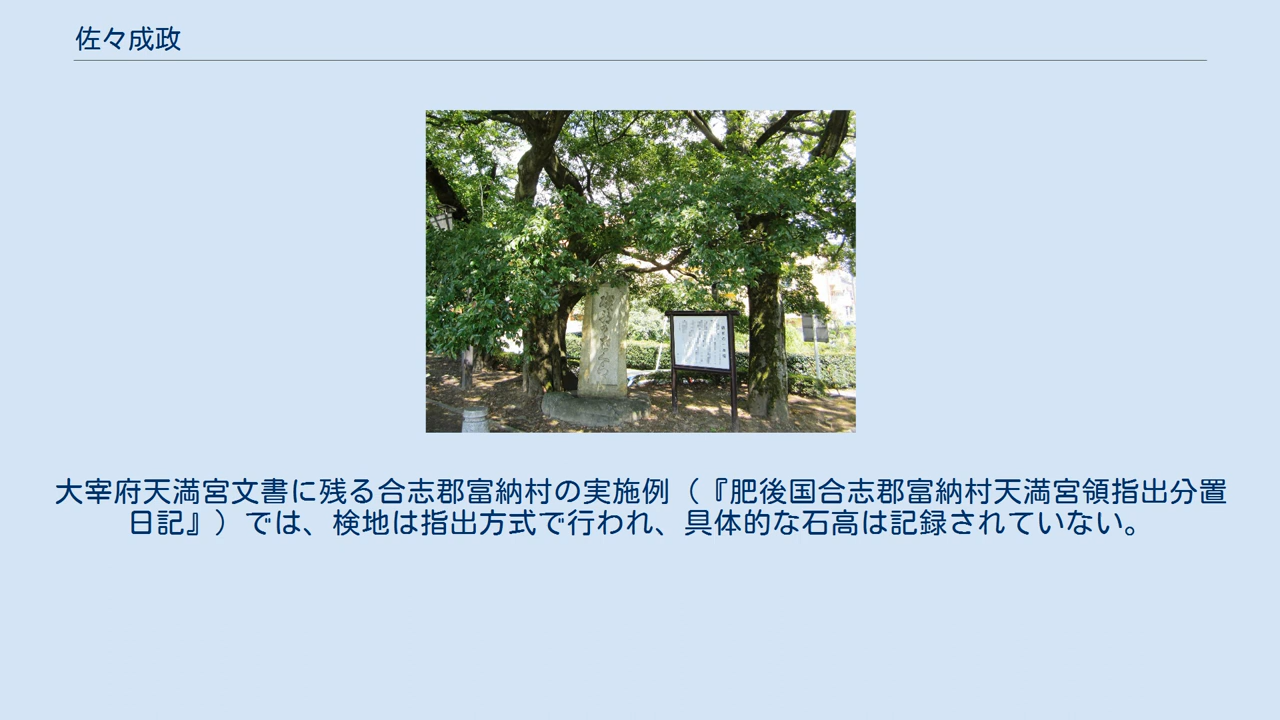 佐々成政
大宰府天満宮文書に残る合志郡富納村の実施例（『肥後国合志郡富納村天満宮領指出分置
日記』）では、検地は指出方式で行われ、具体的な石高は記録されていない。